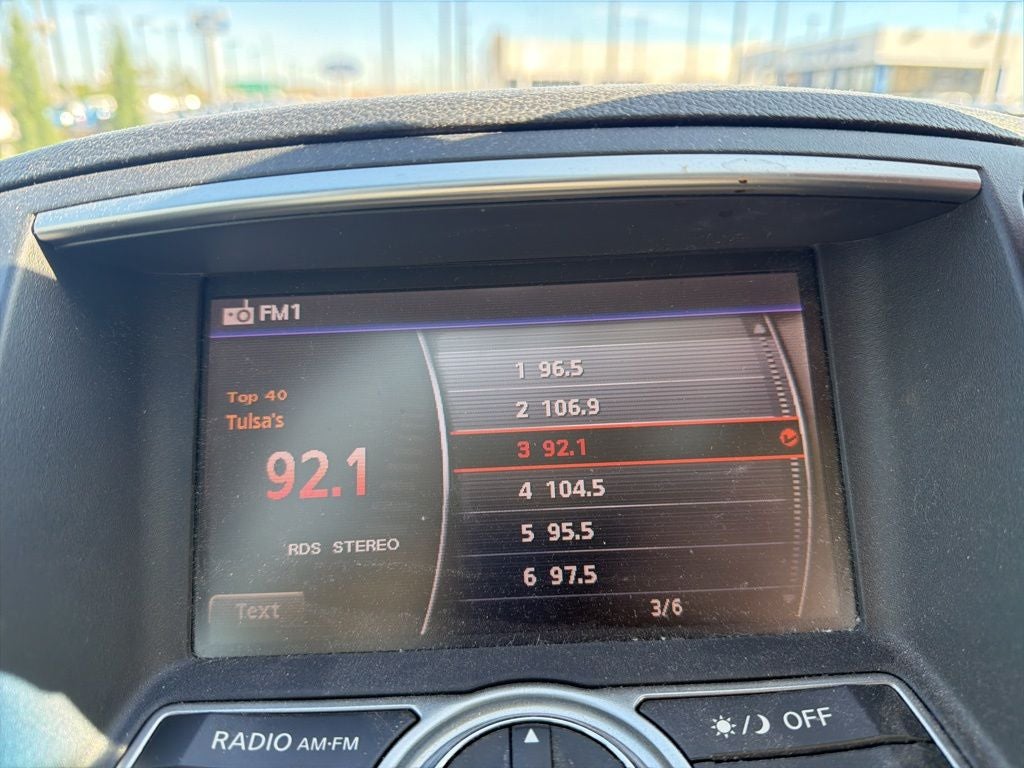 FM1
Top 40
Tulsa's
92.1
RDS STEREO
Text
1 96.5
2 106.9
3 92.1
4 104.5
5 95.5
6 97.5
3/6
RADIO AM·FM
/ OFF